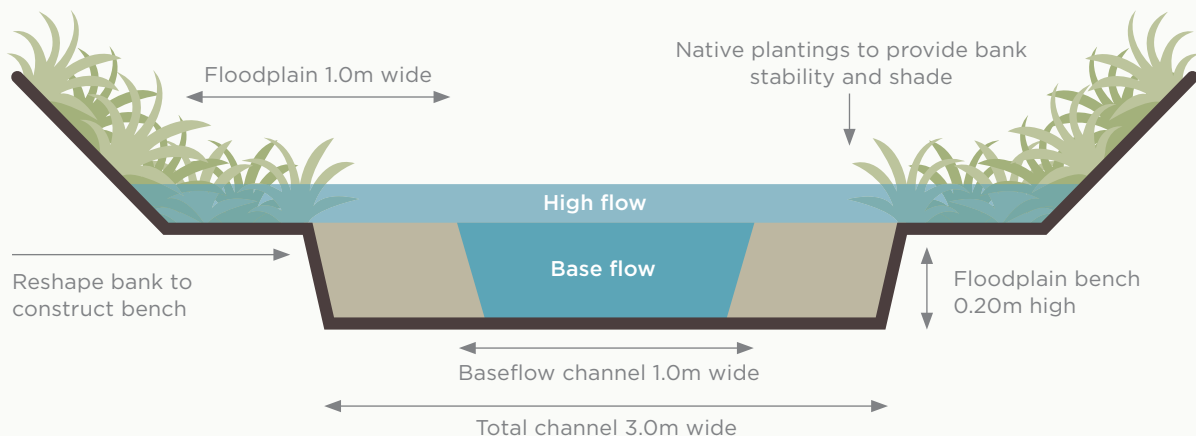 Native plantings to provide bank
stability and shade
Floodplain 1.0m wide
High flow
Base flow
Reshape bank to
construct bench
Floodplain bench
0.20m high
Baseflow channel 1.0m wide
Total channel 3.0m wide